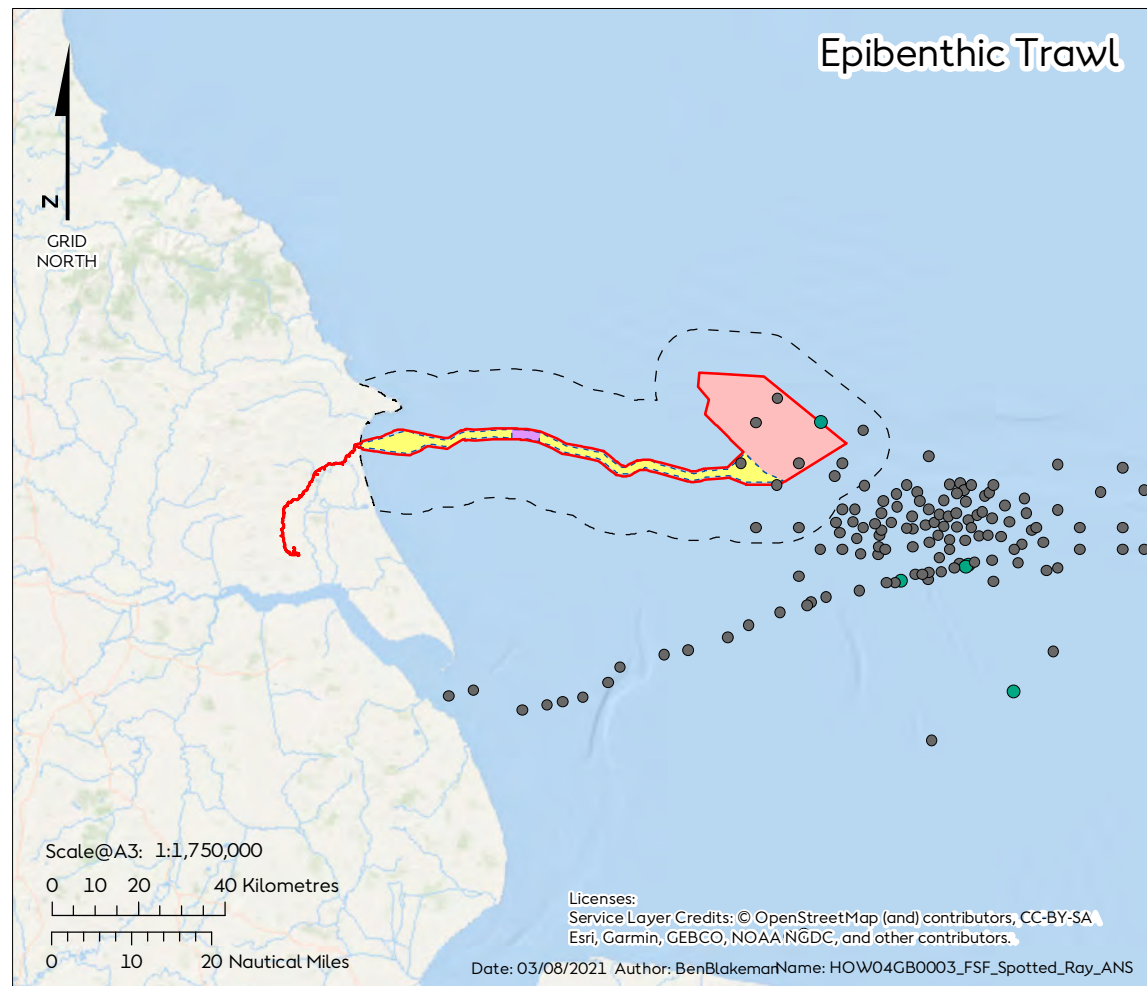 Epibenthic Trawl
N
GRID
NORTH
Scale@A3: 1:1,750,000
0 10 20 40 Kilometres
0 10 20 Nautical Miles
Licenses:
Service Layer Credits: © OpenStreetMap (and) contributors, CC-BY-SA
Esri, Garmin, GEBCO, NOAA NGDC, and other contributors.
Date: 03/08/2021 Author: BenBlakeman Name: HOW04GB0003_FSF_Spotted_Ray_ANS